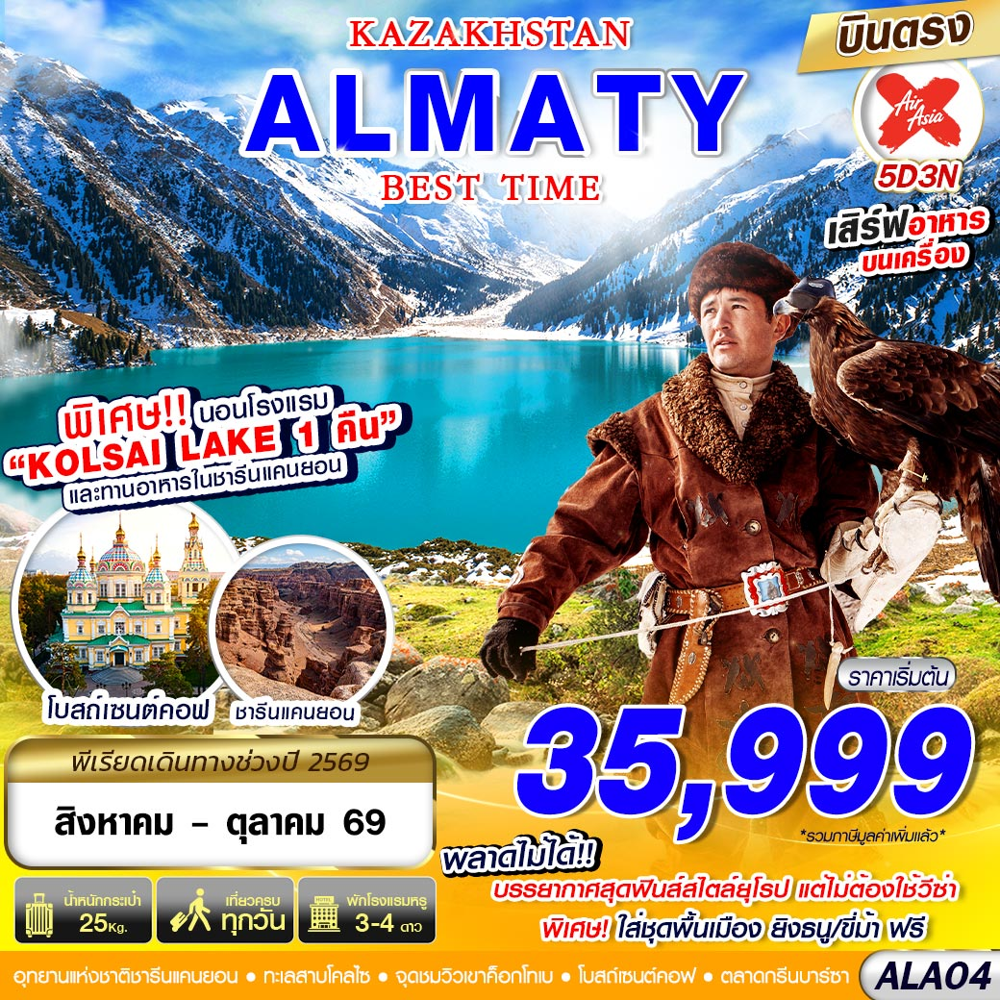 KAZAKHSTAN
ALMATY
BEST TIME
บินตรง
Air
Asia
5D3N
เสิร์ฟอาหาร
บนเครื่อง
พิเศษ!! นอนโรงแรม
“KOLSAI LAKE 1 คืน”
และทานอาหารในชารีนแคนยอน
โบสถ์เซนต์คอฟ
ชารีนแคนยอน
ราคาเริ่มต้น
35,999
*รวมภาษีมูลค่าเพิ่มแล้ว*
พีเรียดเดินทางช่วงปี 2569
สิงหาคม – ตุลาคม 69
พลาดไม่ได้!!
บรรยากาศสุดฟินส์สไตล์ยุโรป แต่ไม่ต้องใช้วีซ่า
พิเศษ! ใส่ชุดพื้นเมือง ยิงธนู/ขี่ม้า ฟรี
น้ำหนักกระเป๋า
25Kg.
เที่ยวครบ
ทุกวัน
HOTEL
พักโรงแรมหรู
3-4 ดาว
อุทยานแห่งชาติชารีนแคนยอน ● ทะเลสาบโคลไซ ● จุดชมวิวเขาค็อกโทเบ ● โบสถ์เซนต์คอฟ ● ตลาดกรีนบาร์ซา
ALA04